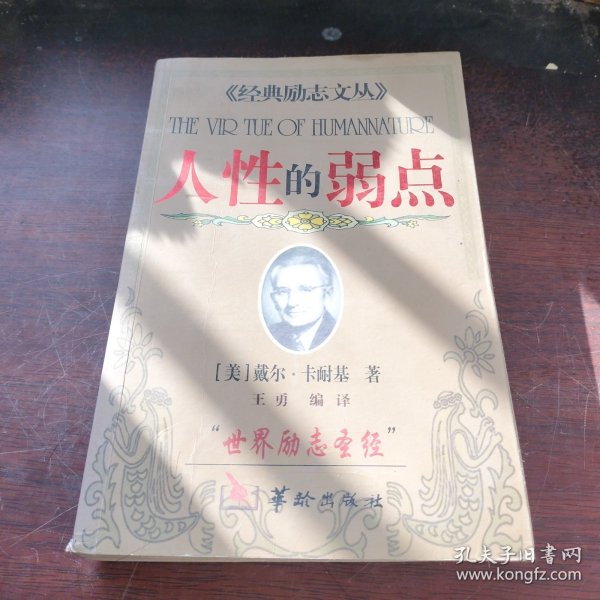 《经典励志文丛》
THE VIR TUE OF HUMANNATURE
人性的弱点
[美]戴尔·卡耐基 著
王勇 编译
“世界励志圣经”
华龄出版社
孔夫子旧书网
www.kongfz.com